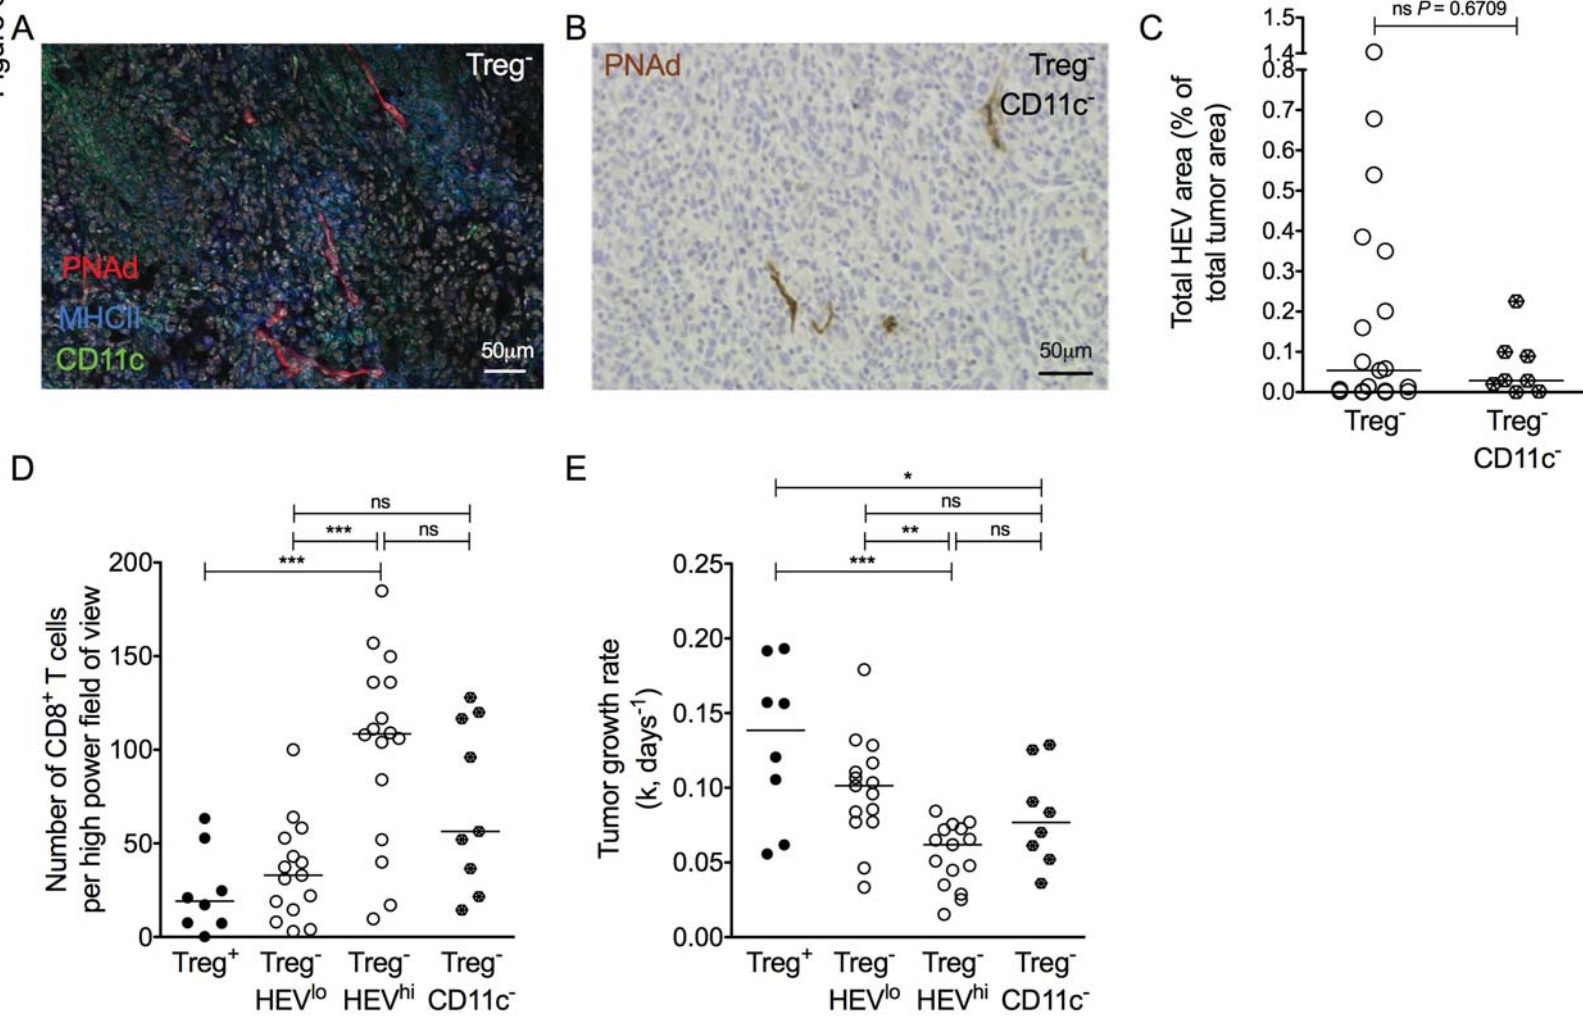 A
Treg-
PNAd
MHCII
CD11c
50μm
B
PNAd
Treg-
CD11c-
50μm
C
ns P = 0.6709
Total HEV area (% of
total tumor area)
1.5
1.4
0.8
0.7
0.6
0.5
0.4
0.3
0.2
0.1
0.0
Treg-
Treg-
CD11c-
D
ns
*** ns
***
Number of CD8+ T cells
per high power field of view
200
150
100
50
0
Treg+ Treg- Treg- Treg-
HEVlo HEVhi CD11c-
E
*
ns
** ns
***
Tumor growth rate
(k, days-1)
0.25
0.20
0.15
0.10
0.05
0.00
Treg+ Treg- Treg- Treg-
HEVlo HEVhi CD11c-